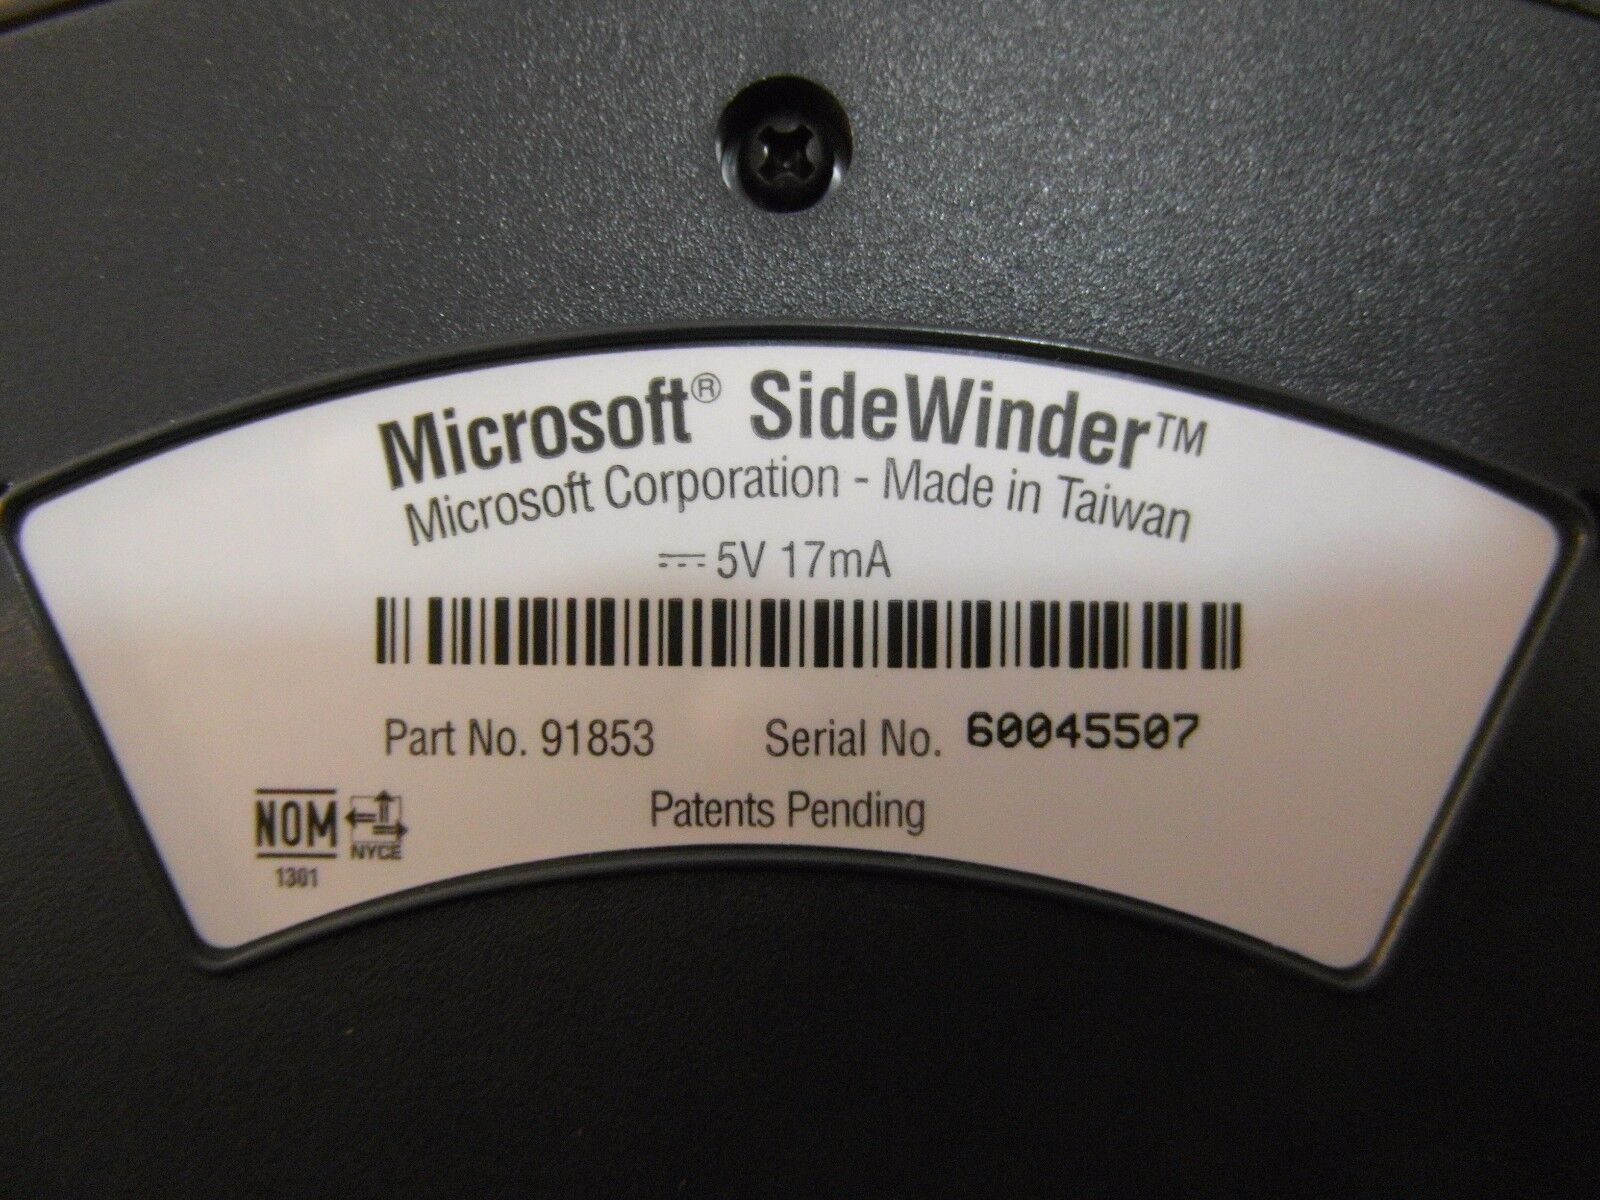 Microsoft® SideWinder™
Microsoft Corporation - Made in Taiwan
⎓ 5V 17mA
Part No. 91853 Serial No. 60045507
Patents Pending
NOM NYCE
1301